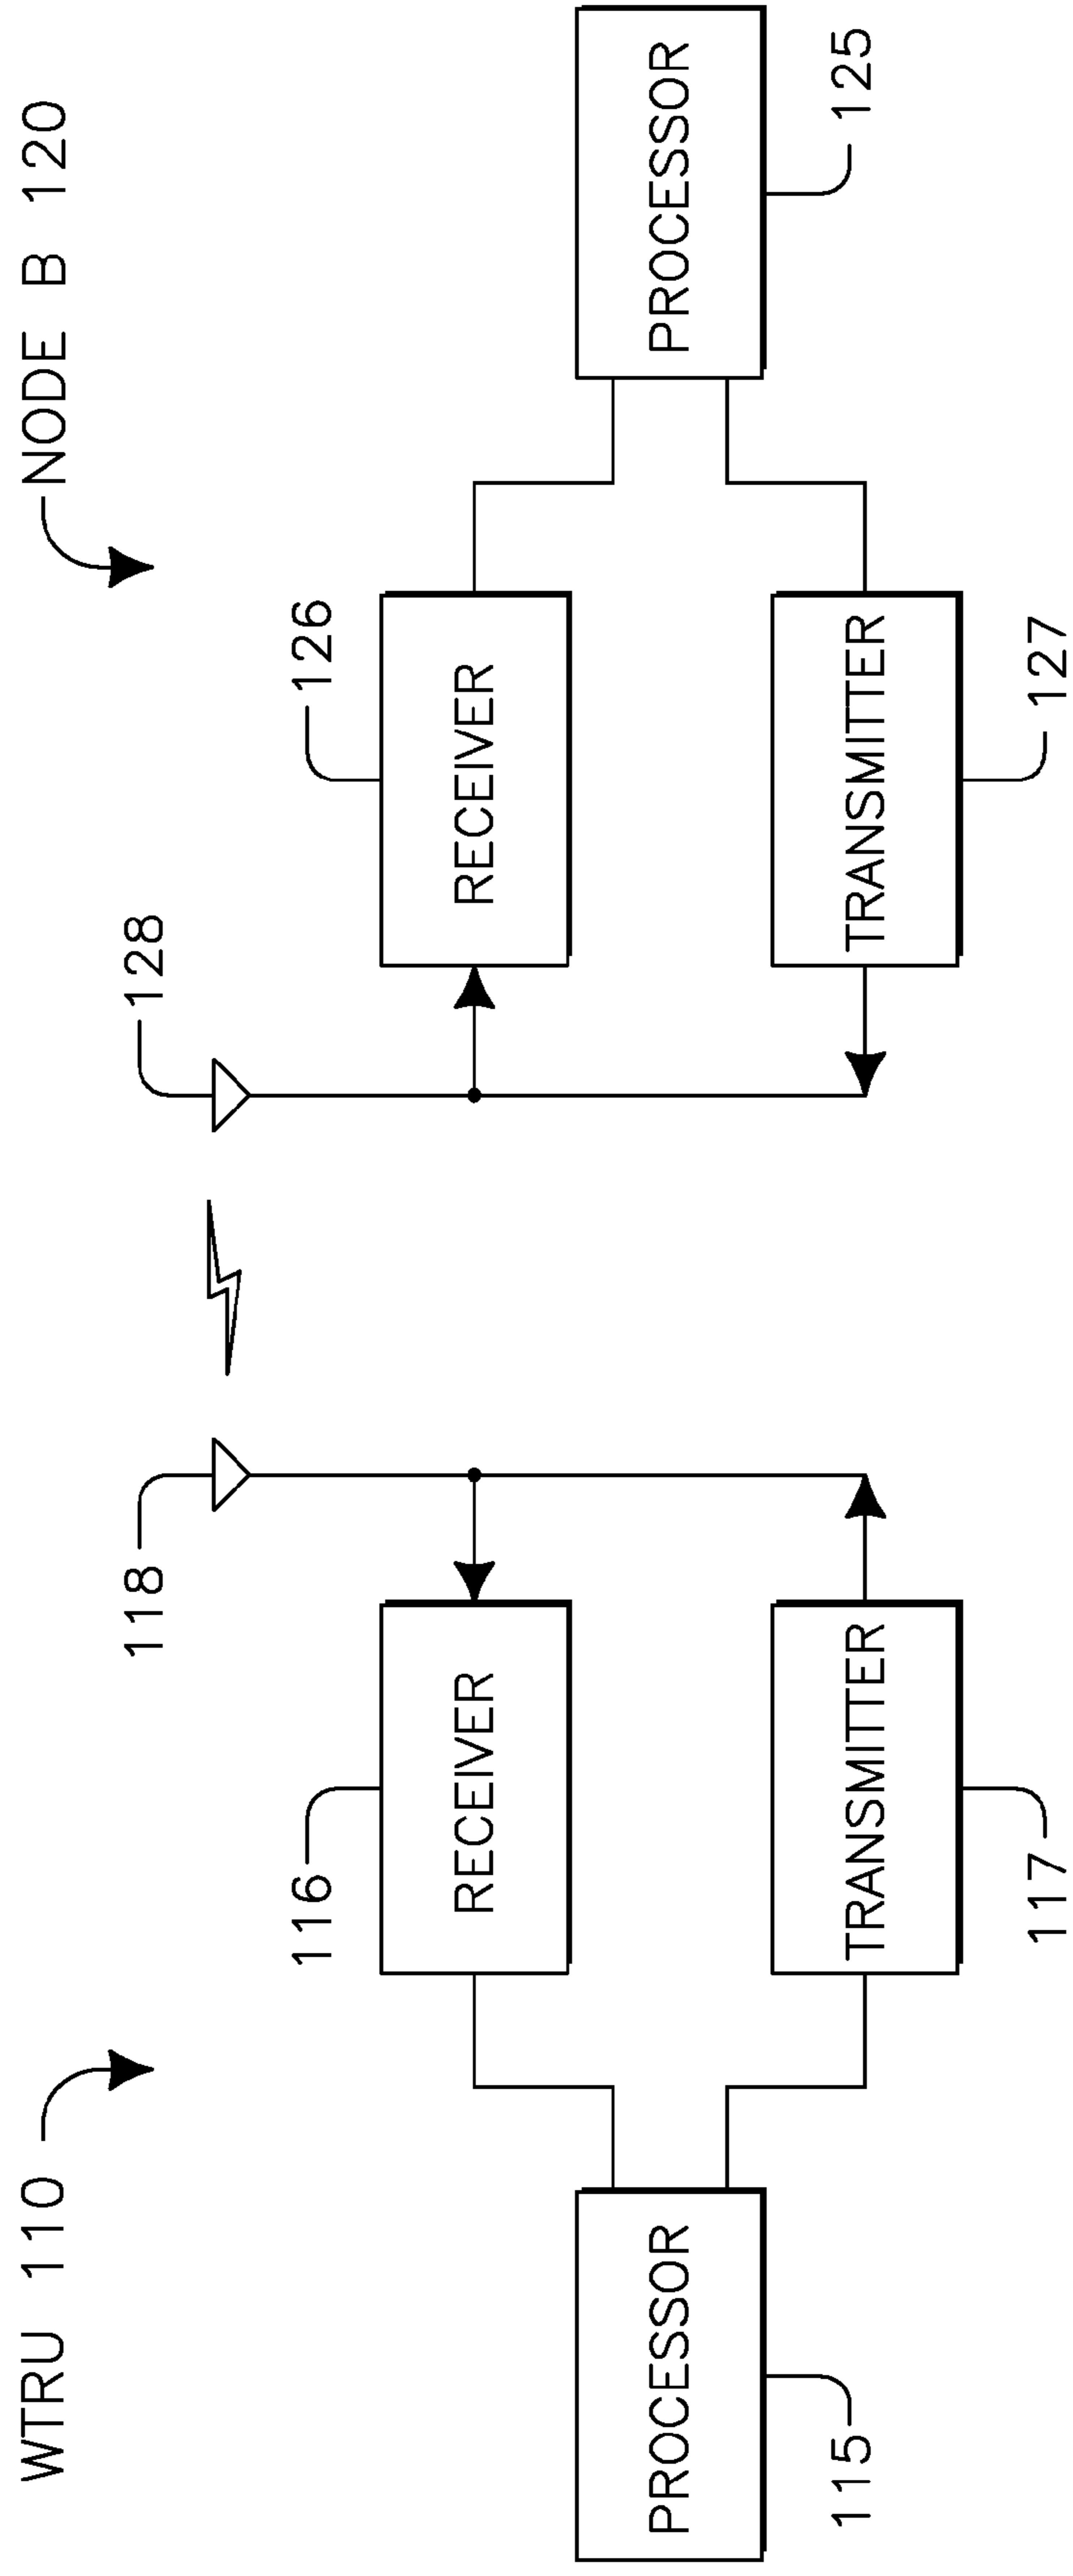 WTRU 110
NODE B 120
118
128
116
126
RECEIVER
RECEIVER
PROCESSOR
PROCESSOR
115
125
TRANSMITTER
TRANSMITTER
117
127